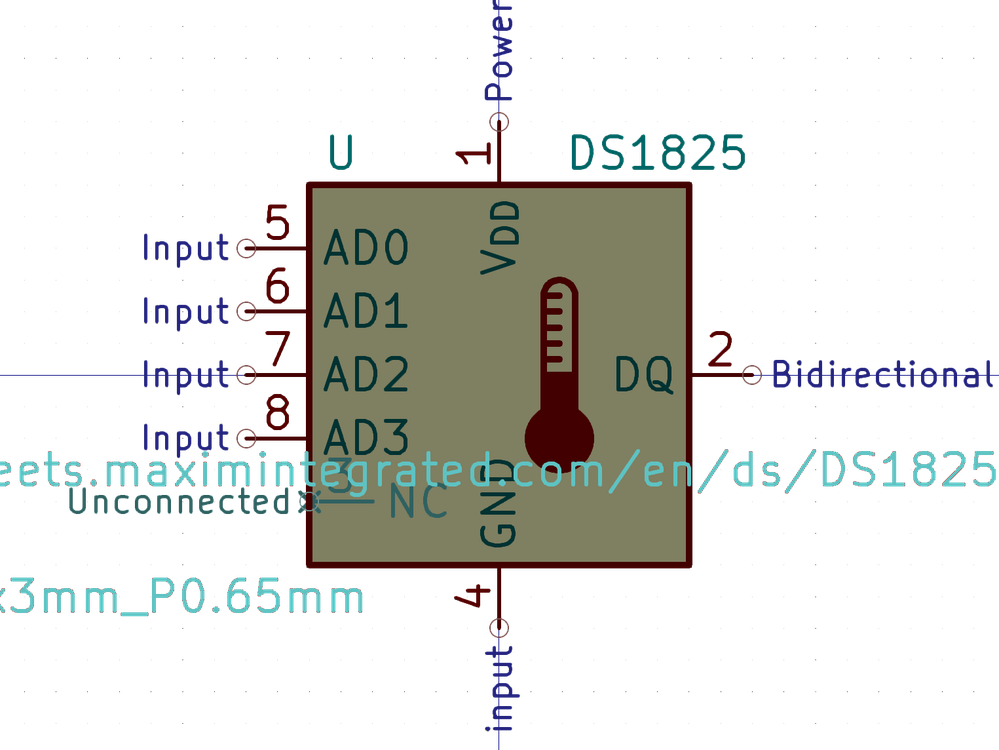 Power
U
1
DS1825
VDD
5
Input
AD0
6
Input
AD1
7
Input
AD2
DQ
2
Bidirectional
8
Input
AD3
eets.maximintegrated.com/en/ds/DS1825
3
Unconnected
NC
GND
x3mm_P0.65mm
4
input